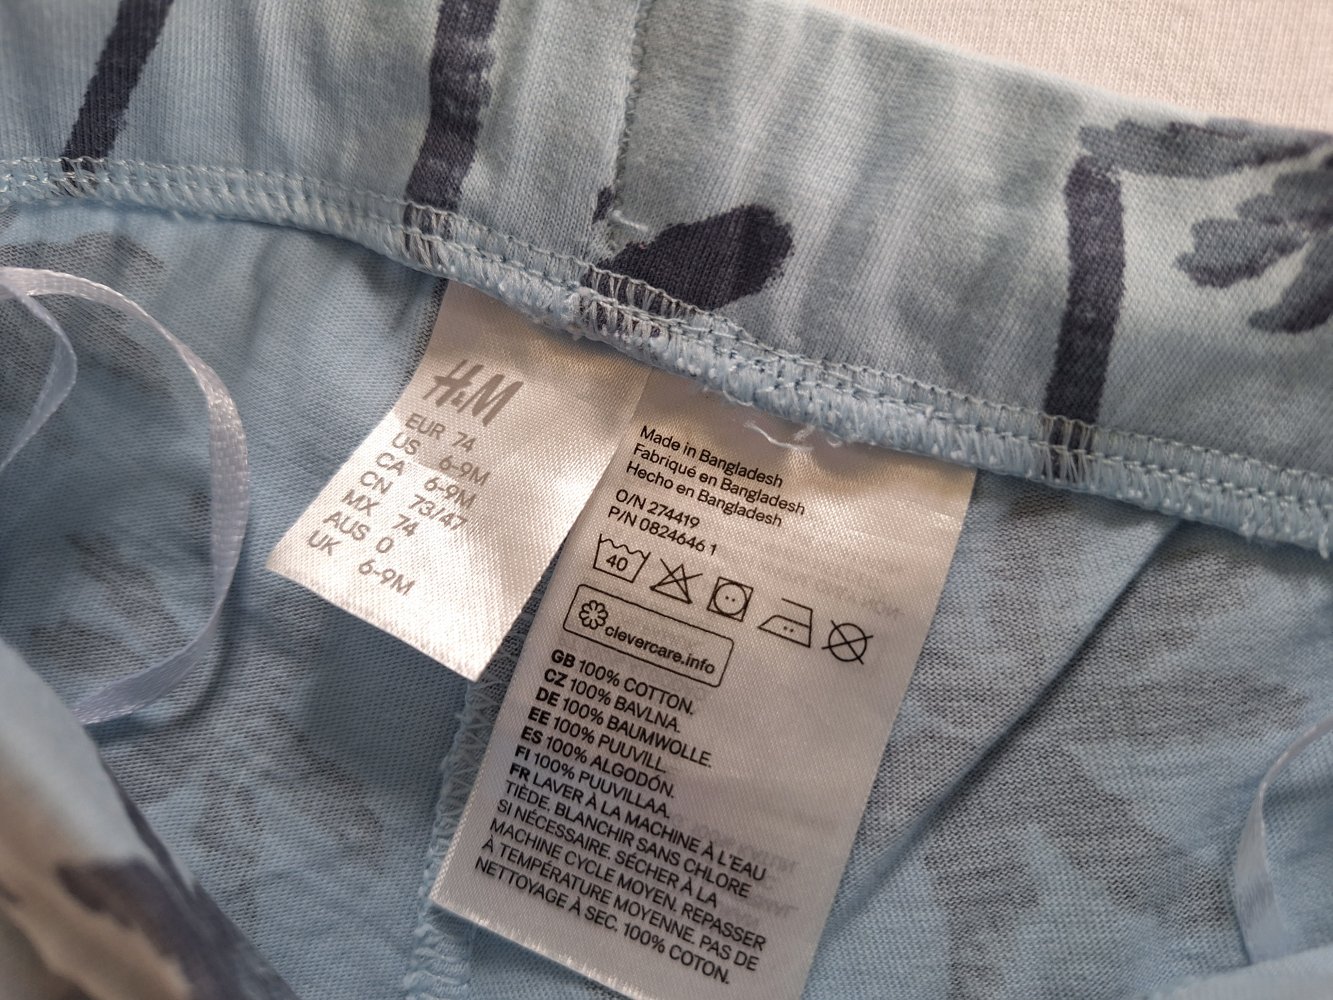 H&M
EUR 74
US 6-9M
CA 6-9M
CN 73/47
MX 74
AUS 0
UK 6-9M
Made in Bangladesh
Fabriqué en Bangladesh
Hecho en Bangladesh
O/N 274419
P/N 0824646 1
40
clevercare.info
GB 100% COTTON.
CZ 100% BAVLNA.
DE 100% BAUMWOLLE.
EE 100% PUUVILL.
ES 100% ALGODÓN.
FI 100% PUUVILLAA.
FR LAVER À LA MACHINE À L'EAU
TIÈDE. BLANCHIR SANS CHLORE
SI NÉCESSAIRE. SÉCHER À LA
MACHINE CYCLE MOYEN. REPASSER
À TEMPÉRATURE MOYENNE. PAS DE
NETTOYAGE À SEC. 100% COTON.